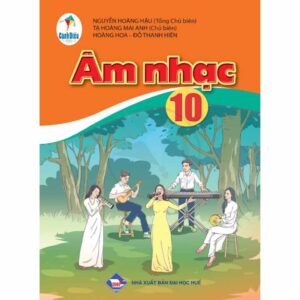 Cánh Diều
NGUYỄN HOÀNG HẬU (Tổng Chủ biên)
TẠ HOÀNG MAI ANH (Chủ biên)
HOÀNG HOA - ĐỖ THANH HIÊN
Âm nhạc
10
NHÀ XUẤT BẢN ĐẠI HỌC HUẾ